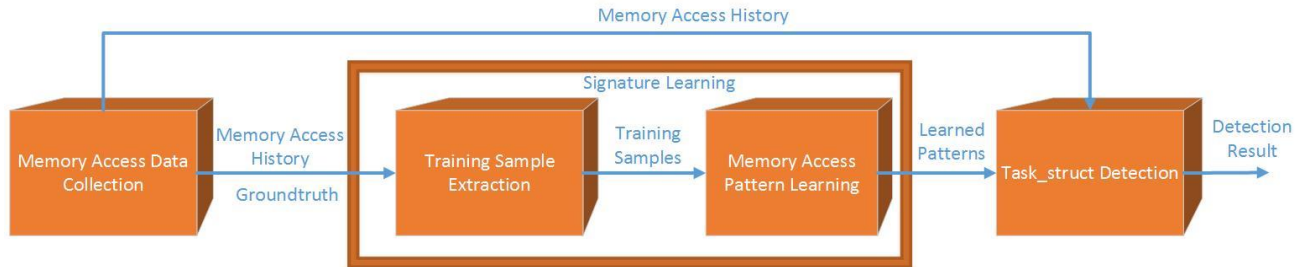 Memory Access History
Signature Learning
Memory Access Data
Collection
Memory Access
History
Groundtruth
Training Sample
Extraction
Training
Samples
Memory Access
Pattern Learning
Learned
Patterns
Task_struct Detection
Detection
Result